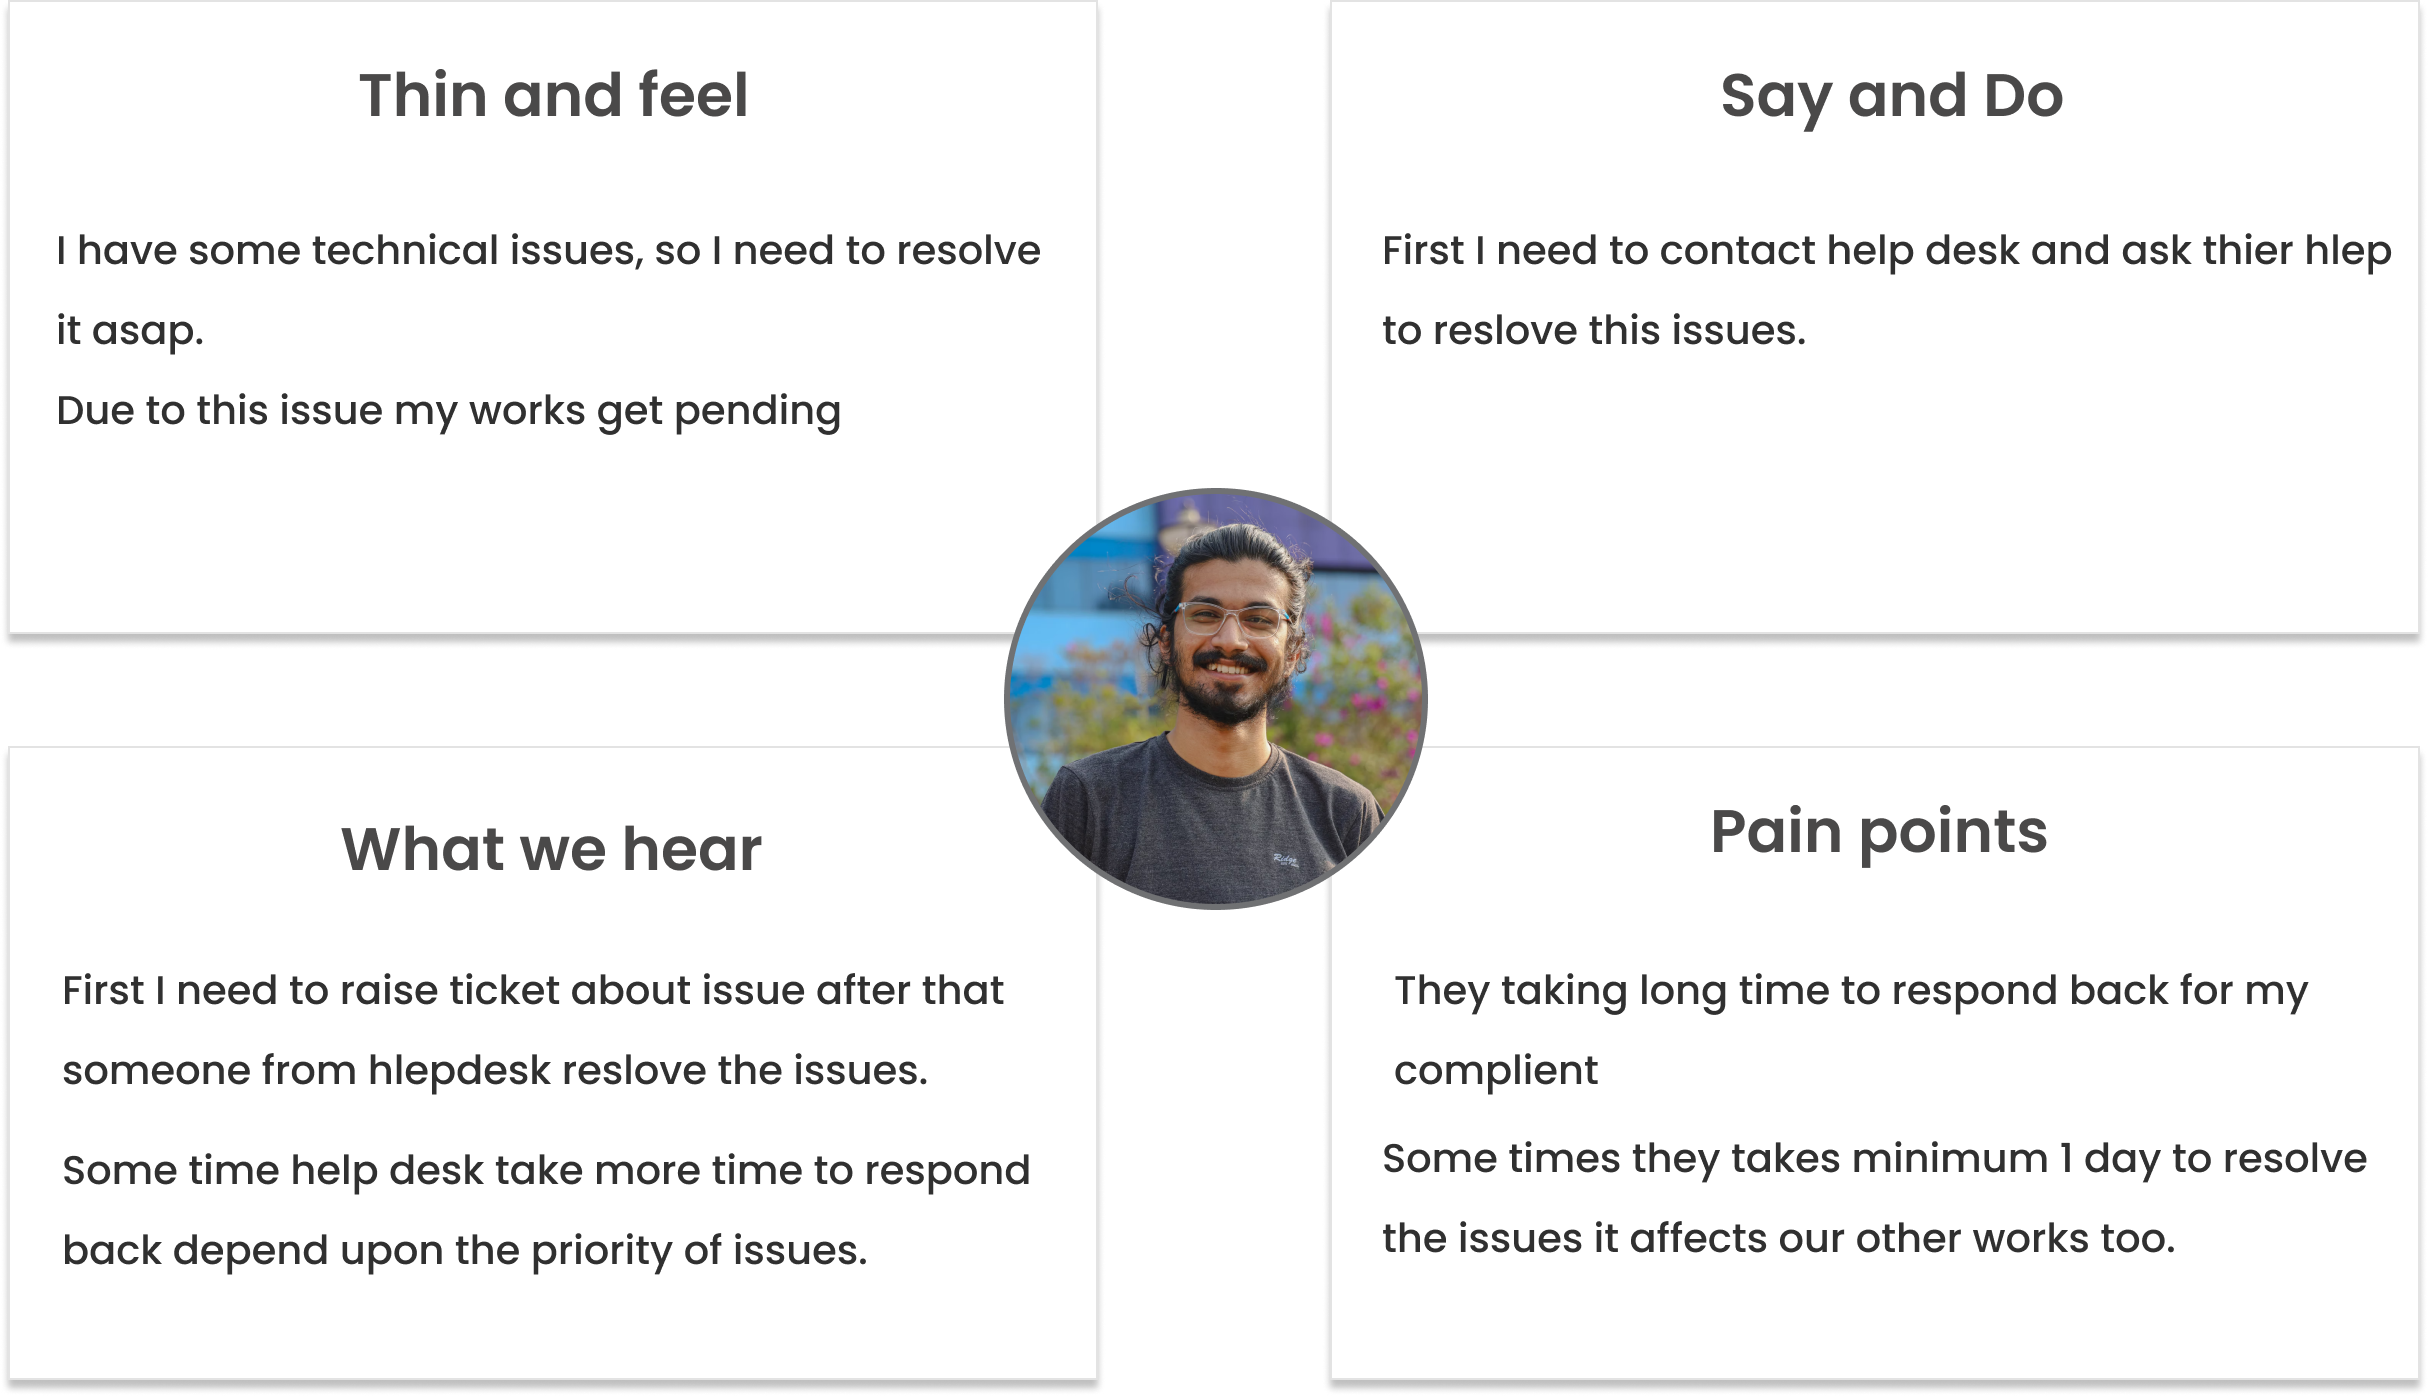 Thin and feel
I have some technical issues, so I need to resolve
it asap.
Due to this issue my works get pending
Say and Do
First I need to contact help desk and ask thier hlep
to reslove this issues.
What we hear
First I need to raise ticket about issue after that
someone from hlepdesk reslove the issues.
Some time help desk take more time to respond
back depend upon the priority of issues.
Pain points
They taking long time to respond back for my
complient
Some times they takes minimum 1 day to resolve
the issues it affects our other works too.
Ridge